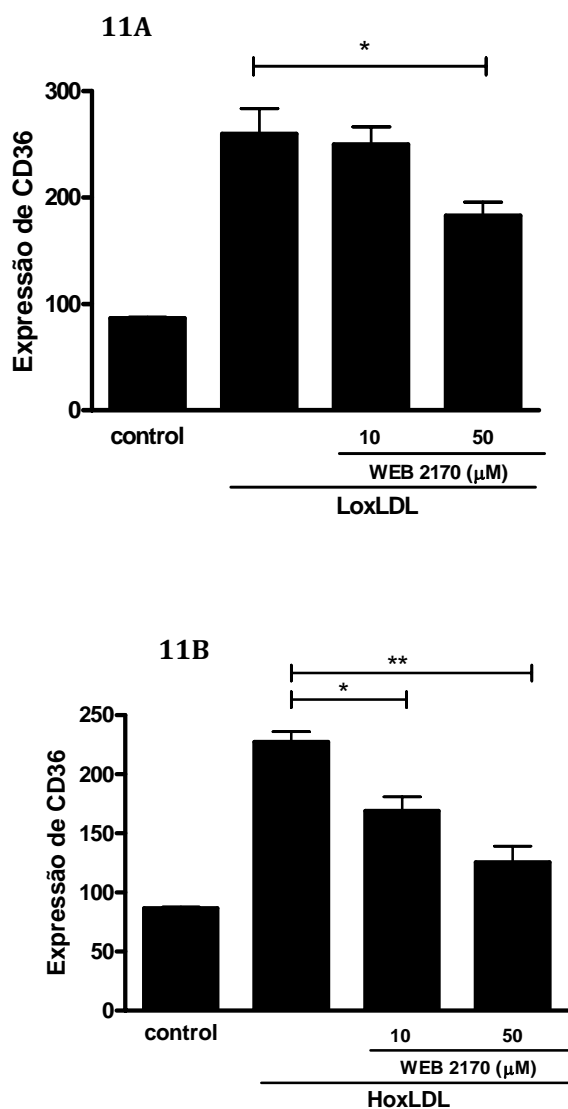 11A
*
300
200
100
0
Expressão de CD36
control
10 50
WEB 2170 (µM)
LoxLDL
11B
**
*
250
200
150
100
50
0
Expressão de CD36
control
10 50
WEB 2170 (µM)
HoxLDL